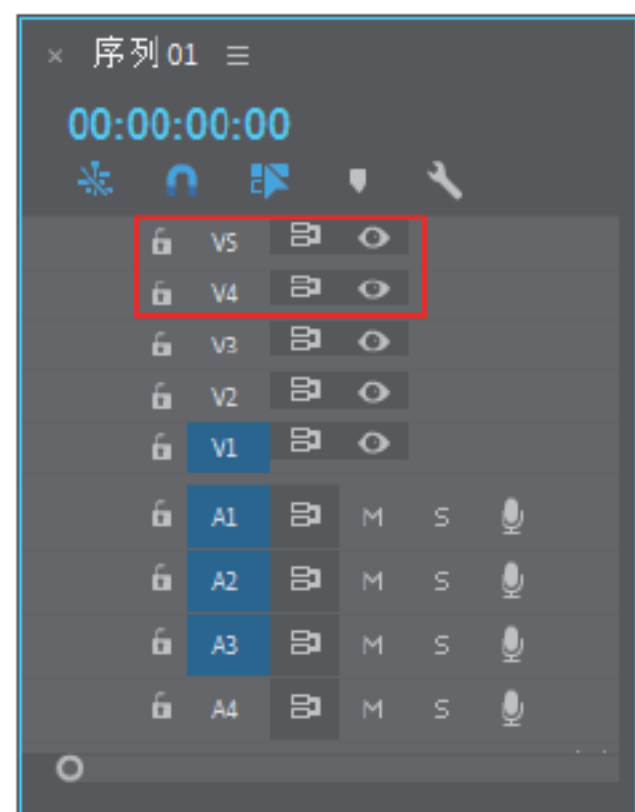 × 序列 01 ≡
00:00:00:00
V5
V4
V3
V2
V1
A1 M S
A2 M S
A3 M S
A4 M S